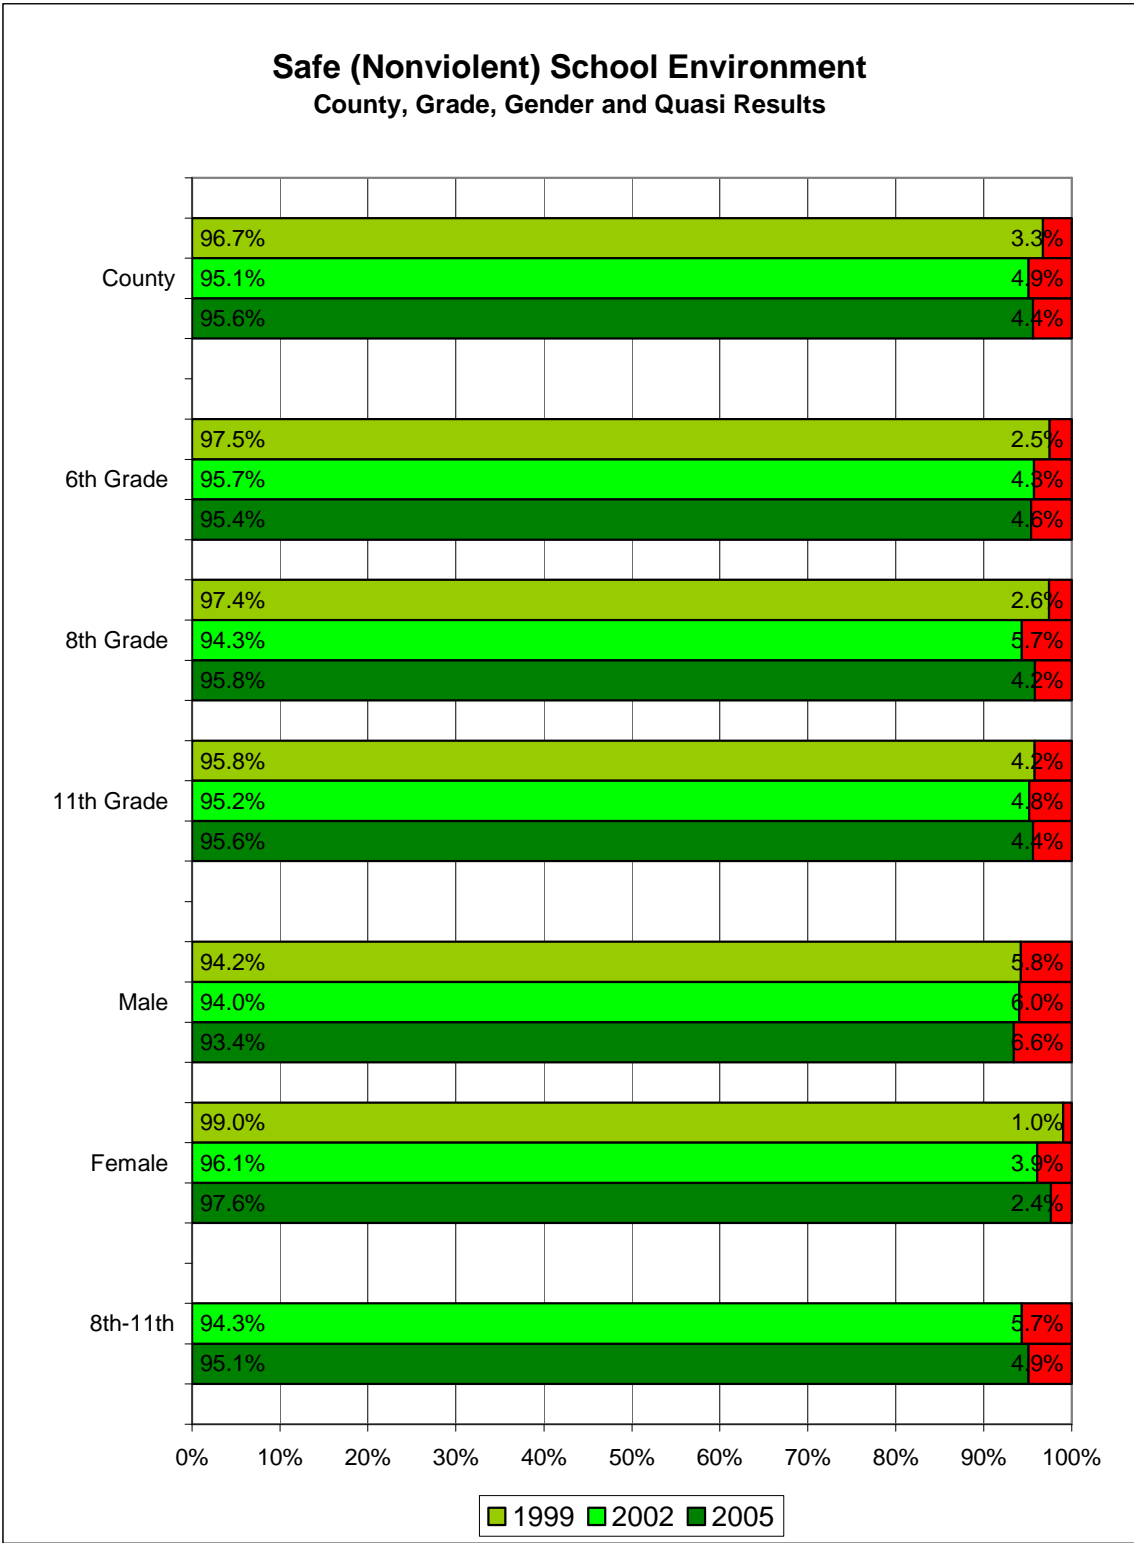 Safe (Nonviolent) School Environment
County, Grade, Gender and Quasi Results
96.7% 3.3%
County 95.1% 4.9%
95.6% 4.4%
97.5% 2.5%
6th Grade 95.7% 4.3%
95.4% 4.6%
97.4% 2.6%
8th Grade 94.3% 5.7%
95.8% 4.2%
95.8% 4.2%
11th Grade 95.2% 4.8%
95.6% 4.4%
94.2% 5.8%
Male 94.0% 6.0%
93.4% 6.6%
99.0% 1.0%
Female 96.1% 3.9%
97.6% 2.4%
8th-11th 94.3% 5.7%
95.1% 4.9%
0% 10% 20% 30% 40% 50% 60% 70% 80% 90% 100%
1999 2002 2005